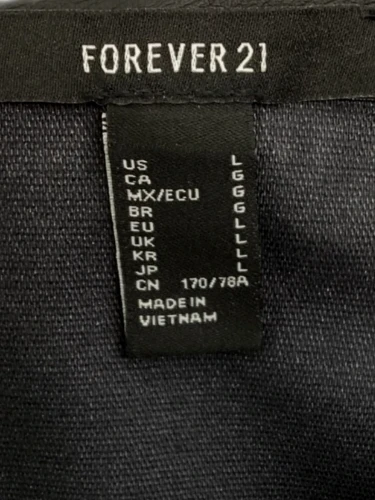 FOREVER 21
US L
CA G
MX/ECU G
BR G
EU L
UK L
KR L
JP L
CN 170/78A
MADE IN
VIETNAM